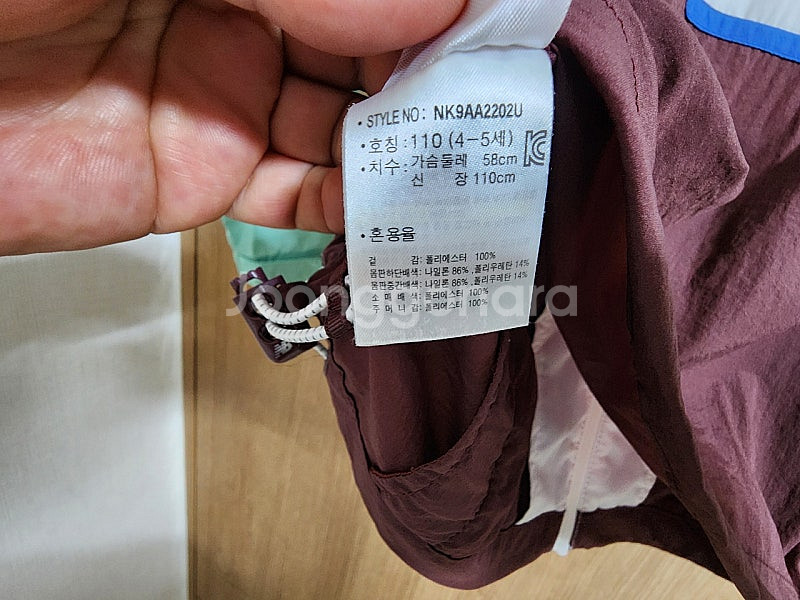 • STYLE NO: NK9AA2202U
• 호칭 : 110 (4-5세)
• 치수 : 가슴둘레 58cm
신 장 110cm
• 혼용율
겉 감: 폴리에스터 100%
몸판하단배색: 나일론 86%, 폴리우레탄 14%
몸판중간배색: 나일론 86%, 폴리우레탄 14%
소 매 배 색: 폴리에스터 100%
주 머 니 감: 폴리에스터 100%
Joonggonara